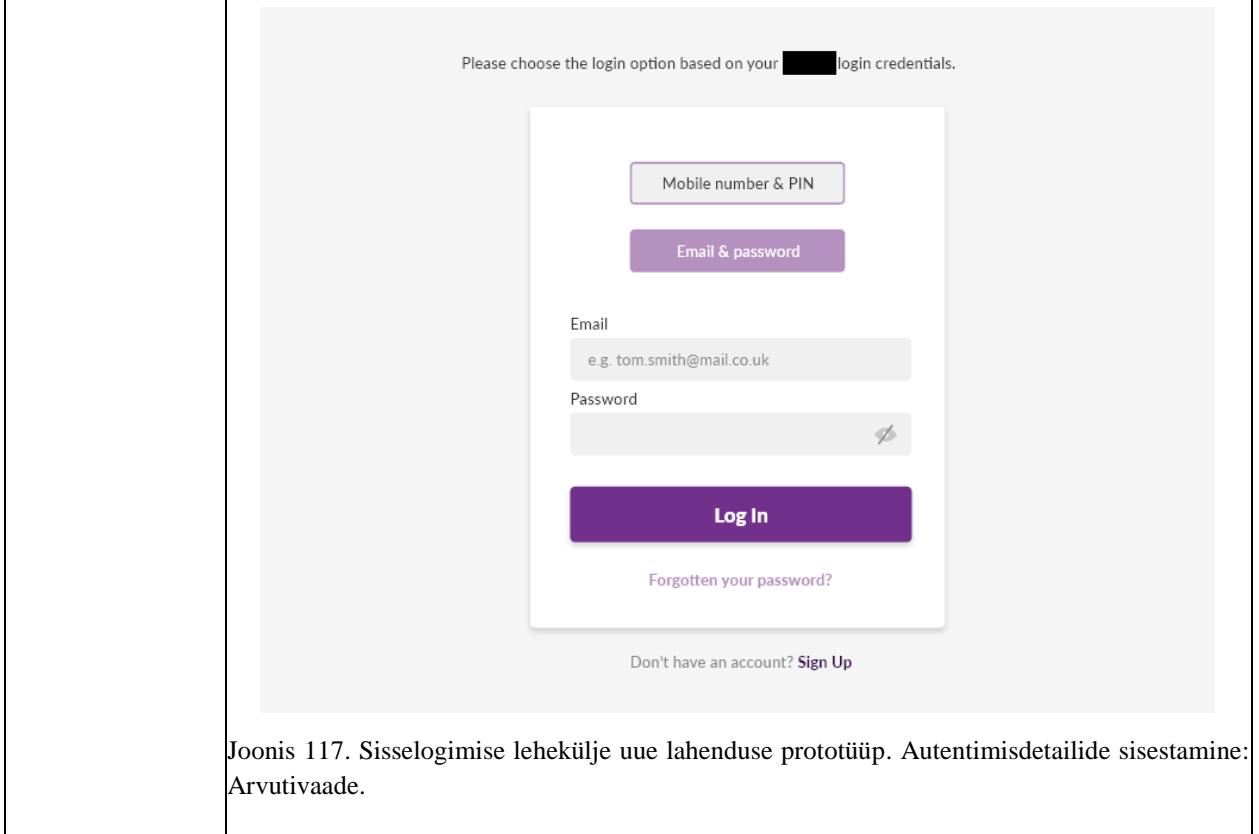 Please choose the login option based on your login credentials.
Mobile number & PIN
Email & password
Email
e.g. tom.smith@mail.co.uk
Password
Log In
Forgotten your password?
Don't have an account? Sign Up
Joonis 117. Sisselogimise lehekülje uue lahenduse prototüüp. Autentimisdetailide sisestamine:
Arvutivaade.